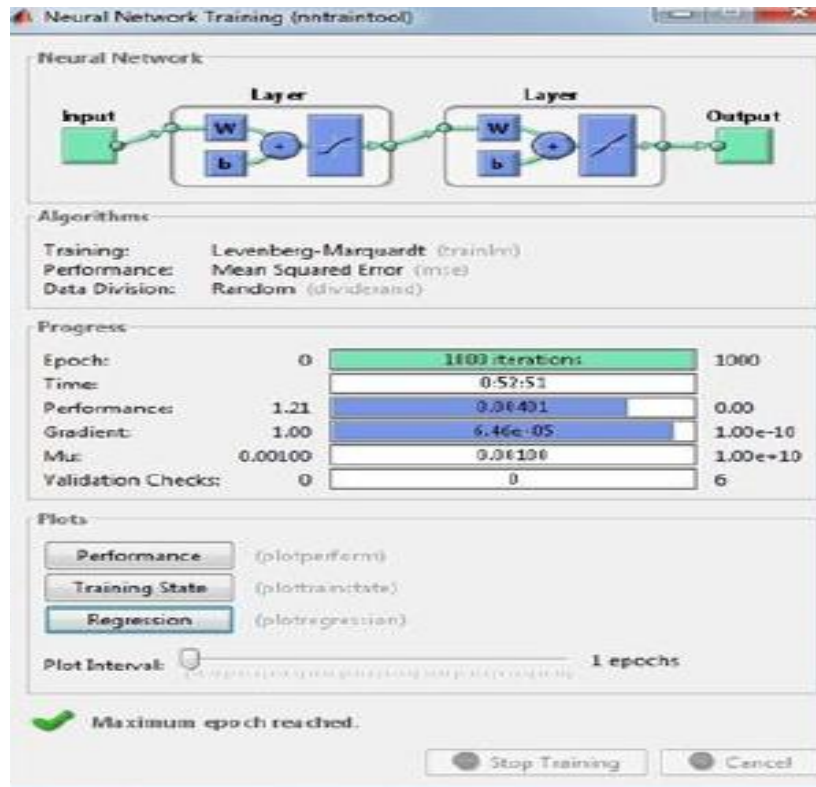 Neural Network Training (nntraintool)
Neural Network
Layer
Layer
Input
Output
W
b
+
W
b
+
Algorithms
Training: Levenberg-Marquardt (trainlm)
Performance: Mean Squared Error (mse)
Data Division: Random (dividerand)
Progress
Epoch: 0 iterations 1000
Time: 0:52:51
Performance: 1.21 0.00
Gradient: 1.00 6.46e-05 1.00e-10
Mu: 0.00100 0.00100 1.00e+10
Validation Checks: 0 0 6
Plots
Performance (plotperform)
Training State (plottrainstate)
Regression (plotregression)
Plot Interval: 1 epochs
Maximum epoch reached.
Stop Training Cancel